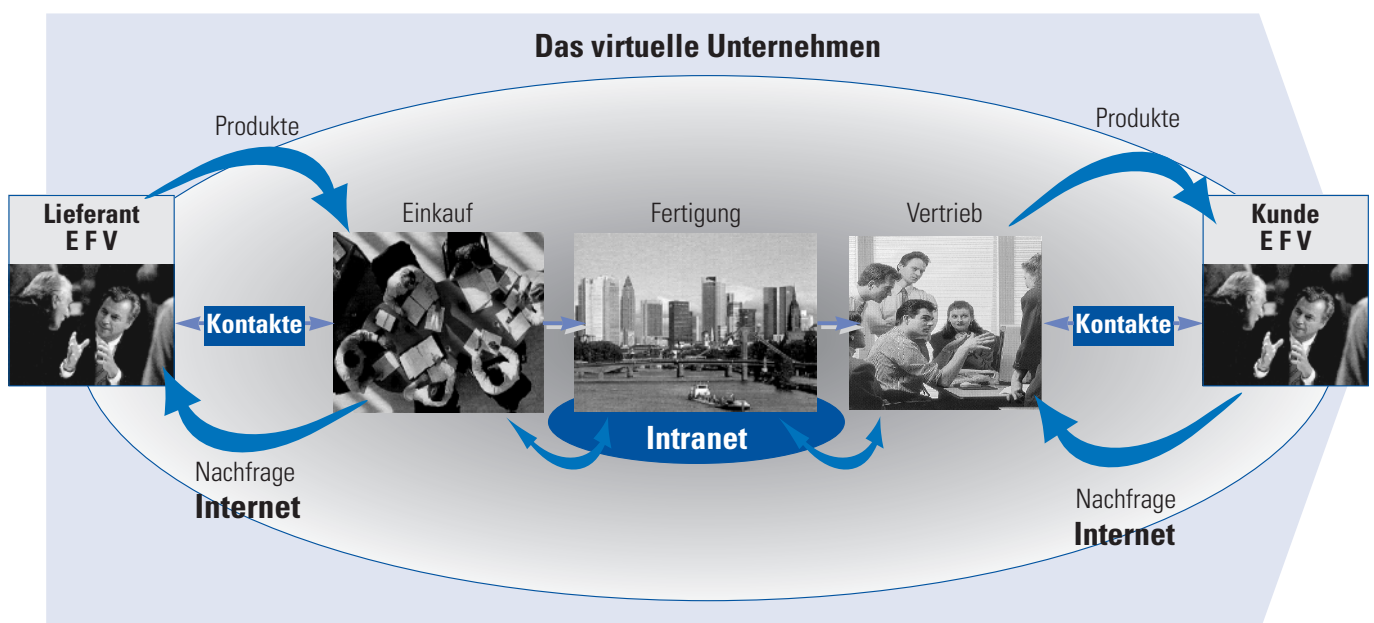 Das virtuelle Unternehmen
Produkte
Produkte
Lieferant
E F V
Einkauf
Fertigung
Vertrieb
Kunde
E F V
Kontakte
Kontakte
Intranet
Nachfrage
Internet
Nachfrage
Internet